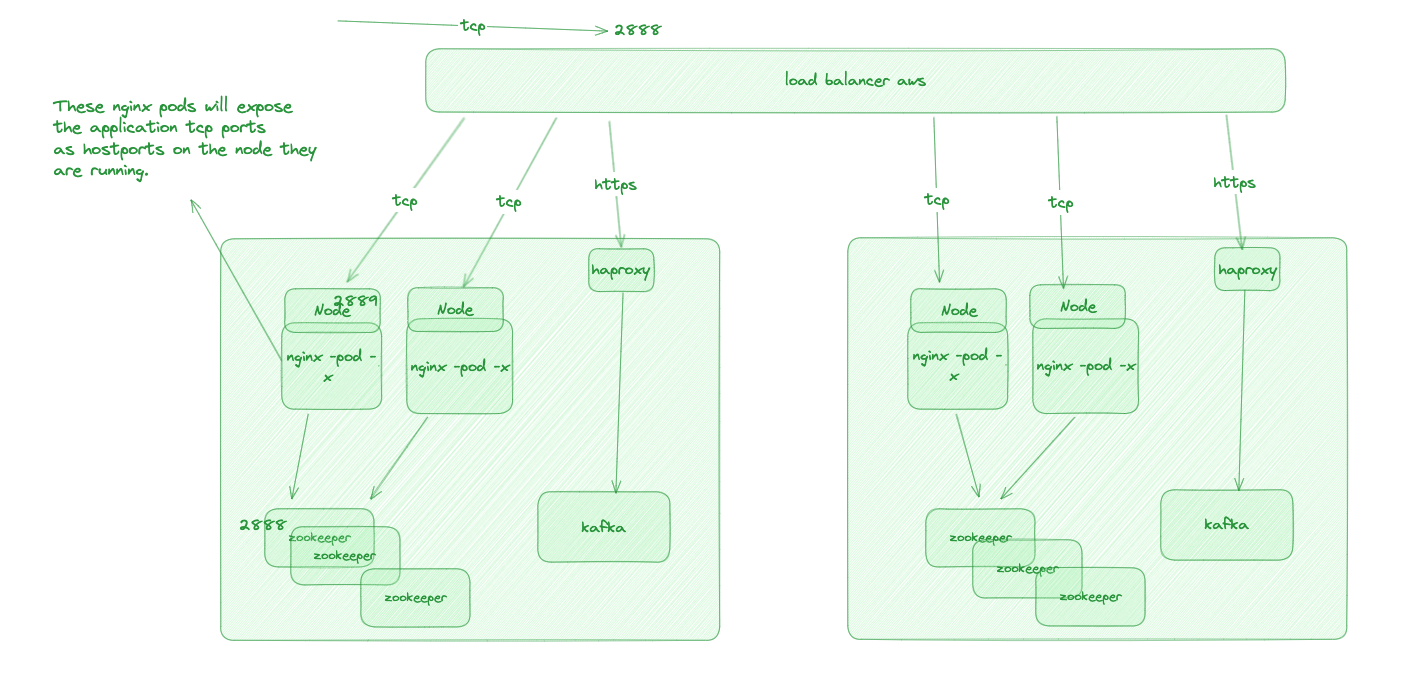 tcp
2888
load balancer aws
These nginx pods will expose
the application tcp ports
as hostports on the node they
are running.
tcp
tcp
https
tcp
tcp
https
haproxy
2889
Node
Node
nginx -pod -
x
nginx -pod -x
haproxy
Node
Node
nginx -pod -
x
nginx -pod -x
2888
zookeeper
zookeeper
zookeeper
kafka
zookeeper
zookeeper
zookeeper
kafka